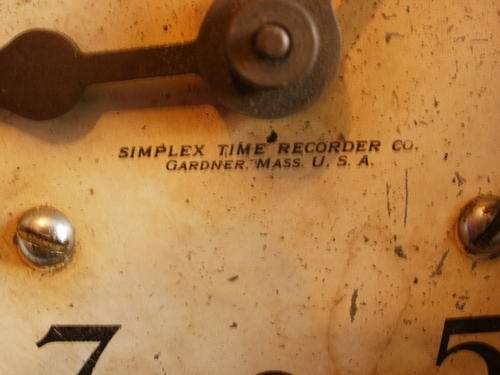 SIMPLEX TIME RECORDER CO.
GARDNER, MASS. U. S. A.
7 5